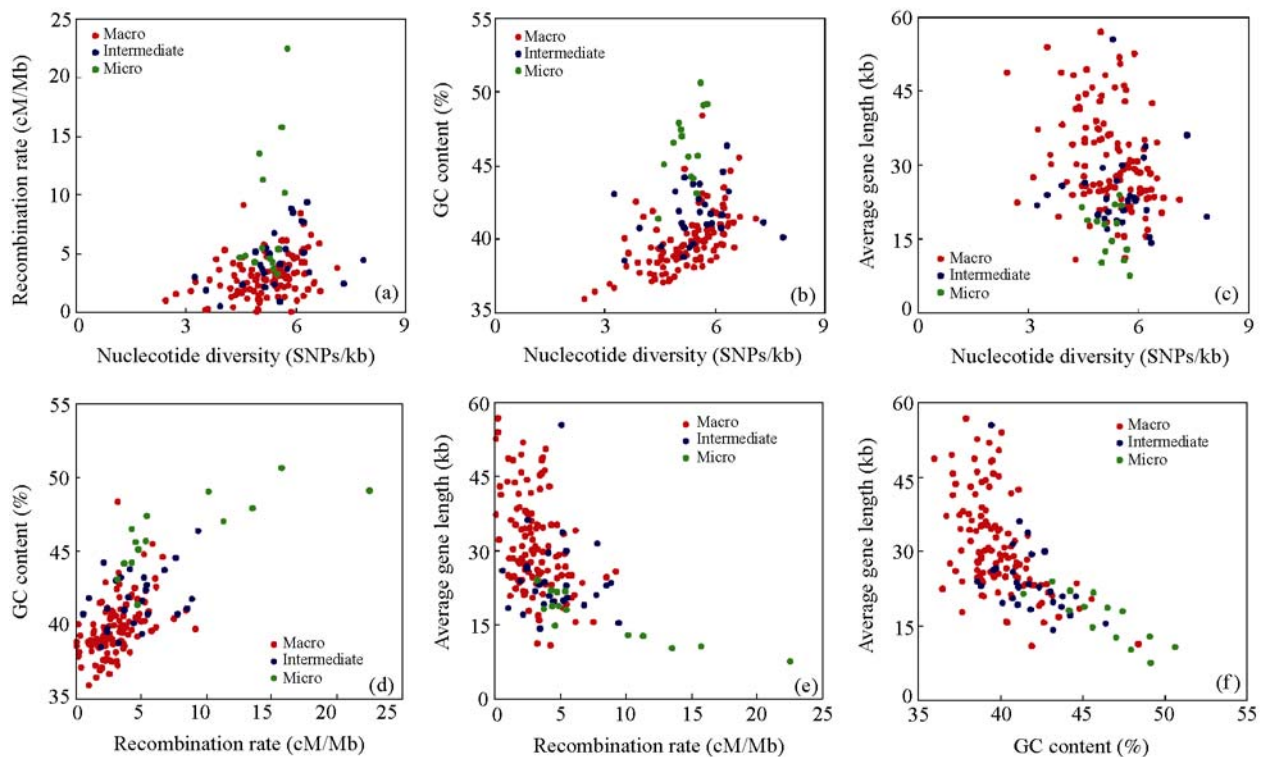 25
20
15
10
5
0
Recombination rate (cM/Mb)
Macro
Intermediate
Micro
(a)
0 3 6 9
Nuclecotide diversity (SNPs/kb)
55
50
45
40
35
GC content (%)
Macro
Intermediate
Micro
(b)
0 3 6 9
Nuclecotide diversity (SNPs/kb)
60
45
30
15
0
Average gene length (kb)
Macro
Intermediate
Micro
(c)
0 3 6 9
Nuclecotide diversity (SNPs/kb)
55
50
45
40
35
GC content (%)
Macro
Intermediate
Micro
(d)
0 5 10 15 20 25
Recombination rate (cM/Mb)
60
45
30
15
0
Average gene length (kb)
Macro
Intermediate
Micro
(e)
0 5 10 15 20 25
Recombination rate (cM/Mb)
60
45
30
15
0
Average gene length (kb)
Macro
Intermediate
Micro
(f)
35 40 45 50 55
GC content (%)